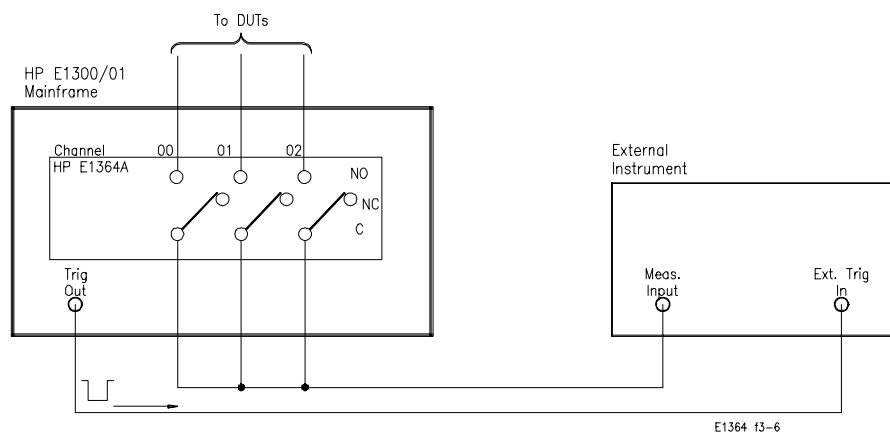 To DUTs
HP E1300/01
Mainframe
Channel 00 01 02
HP E1364A
NO
NC
C
Trig
Out
External
Instrument
Meas.
Input
Ext. Trig
In
E1364 f3-6